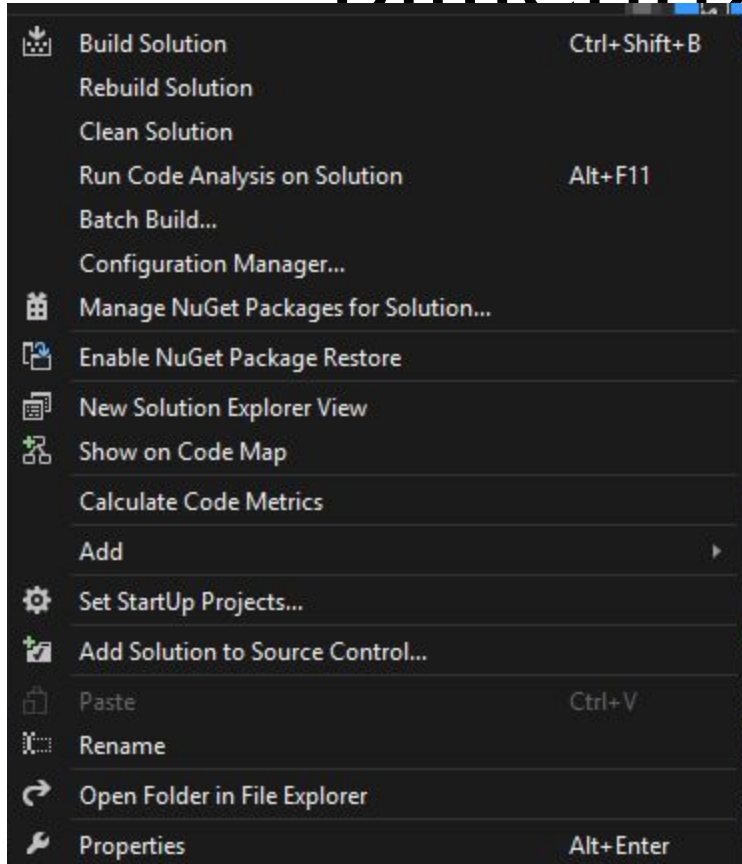 Build Solution Ctrl+Shift+B
Rebuild Solution
Clean Solution
Run Code Analysis on Solution Alt+F11
Batch Build...
Configuration Manager...
Manage NuGet Packages for Solution...
Enable NuGet Package Restore
New Solution Explorer View
Show on Code Map
Calculate Code Metrics
Add
Set StartUp Projects...
Add Solution to Source Control...
Paste Ctrl+V
Rename
Open Folder in File Explorer
Properties Alt+Enter